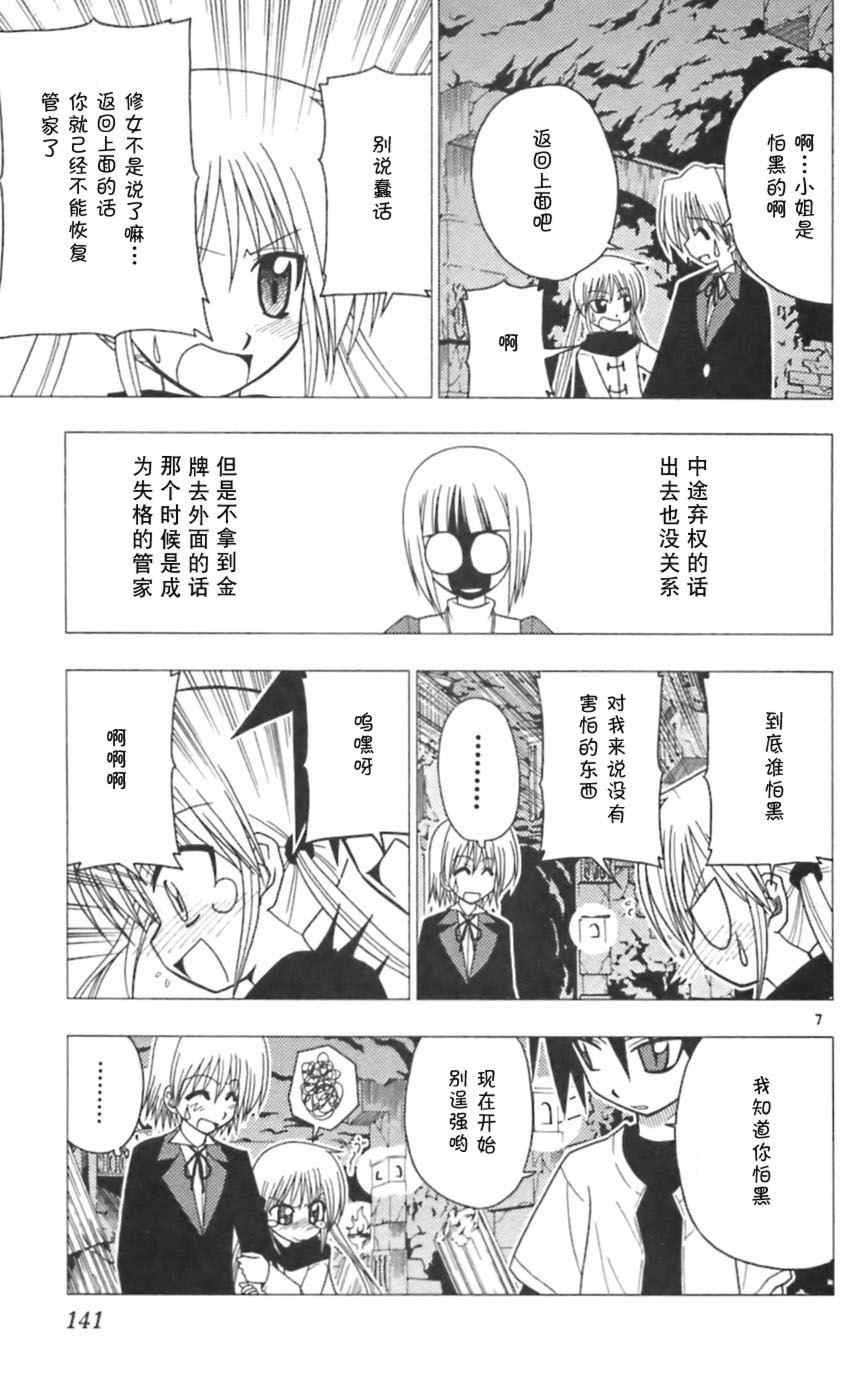 啊…小姐是
怕黑的啊
返回上面吧
啊
别说蠢话
修女不是说了嘛…
返回上面的话
你就已经不能恢复
管家了
中途弃权的话
出去也没关系
但是不拿到金
牌去外面的话
那个时候是成
为失格的管家
到底谁怕黑
对我来说没有
害怕的东西
………
呜嘿呀
啊啊啊
7
我知道你怕黑
现在开始
别逞强哟
………
141